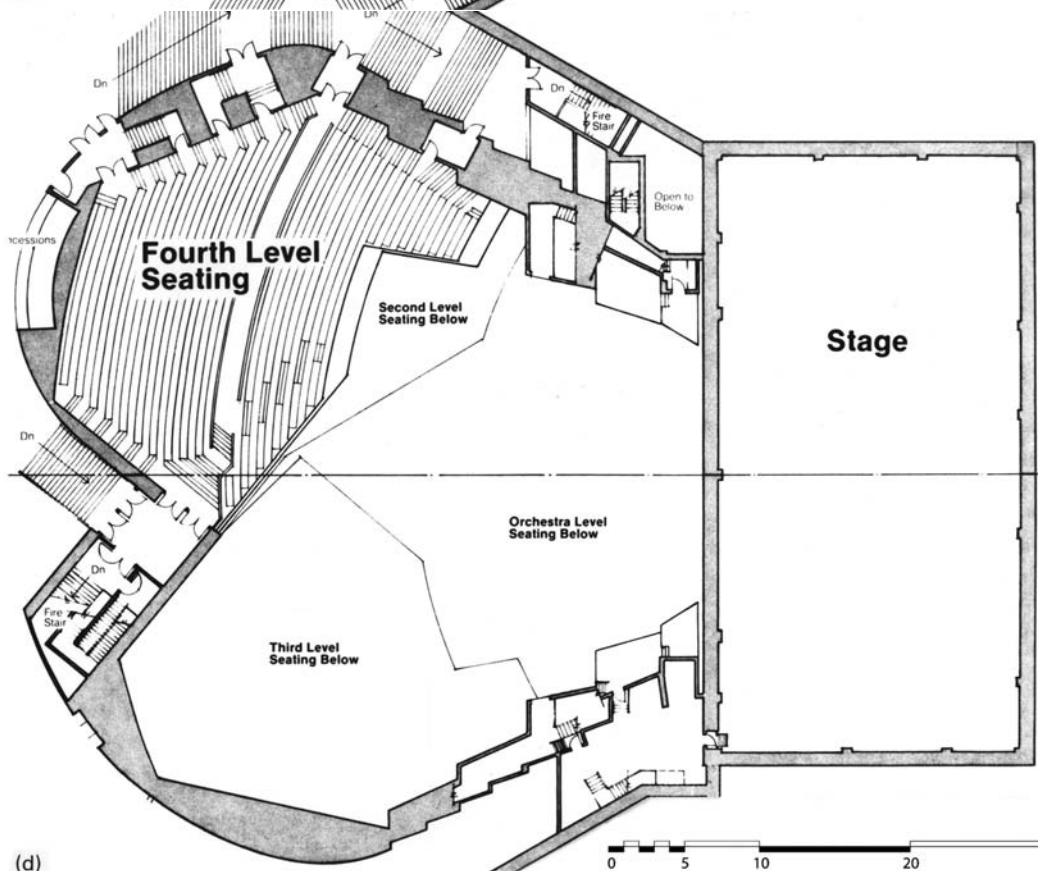 Dn
Dn
Dn
Fire
Stair
Open to
Below
ncessions
Fourth Level
Seating
Second Level
Seating Below
Stage
Dn
Orchestra Level
Seating Below
Dn
Fire
Stair
Third Level
Seating Below
(d)
0 5 10 20